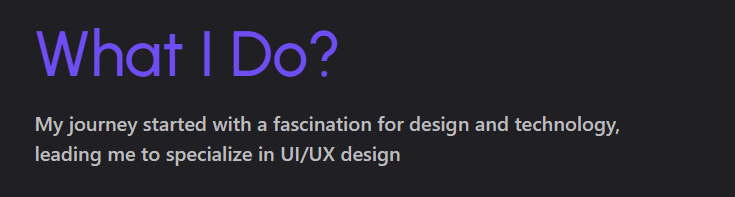 What I Do?
My journey started with a fascination for design and technology,
leading me to specialize in UI/UX design